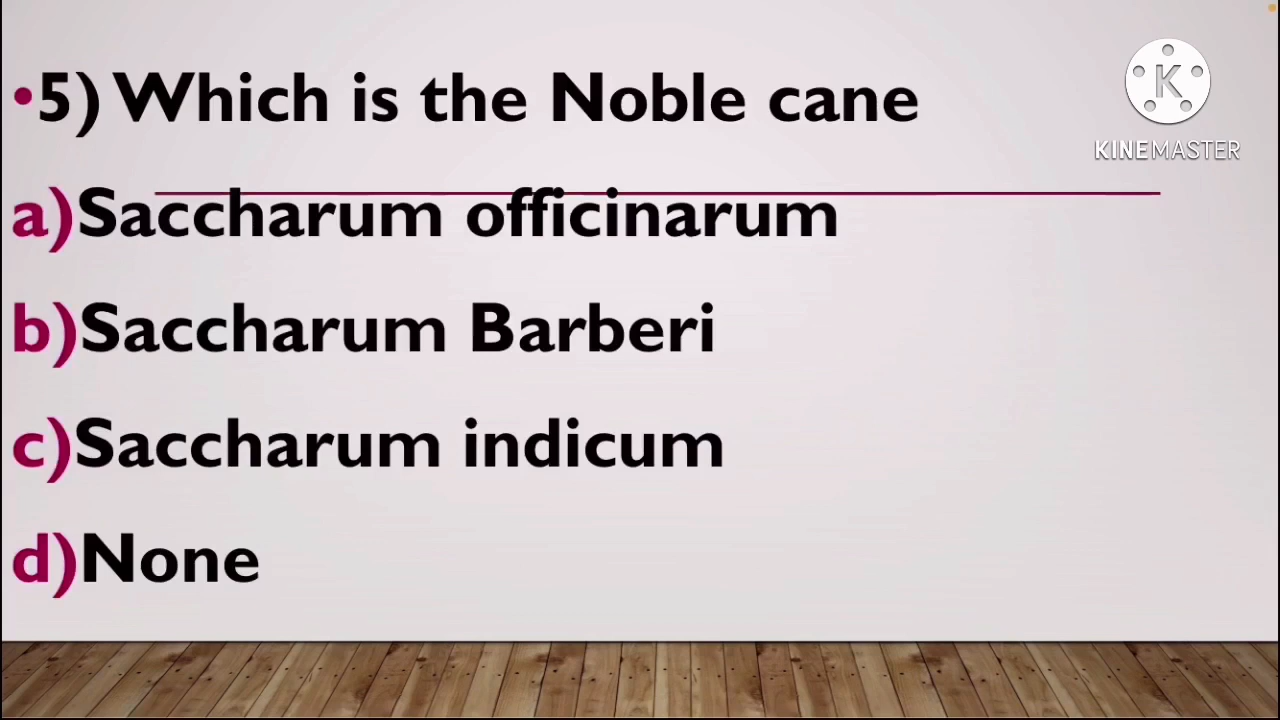 •5) Which is the Noble cane
a)Saccharum officinarum
b)Saccharum Barberi
c)Saccharum indicum
d)None
K
KINEMASTER